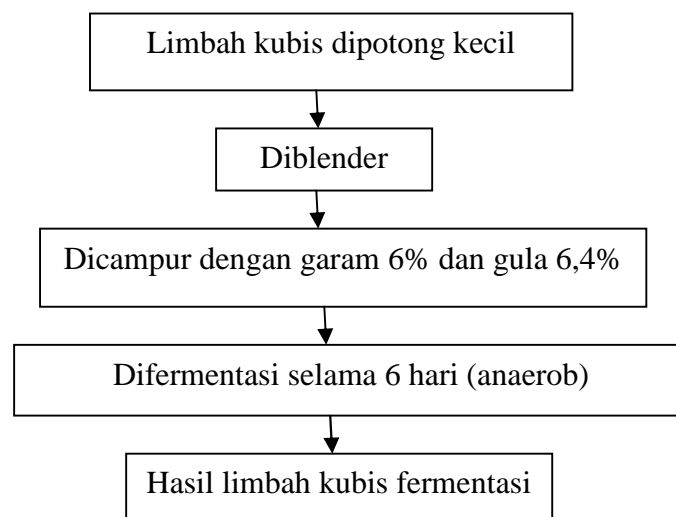 Limbah kubis dipotong kecil
Diblender
Dicampur dengan garam 6% dan gula 6,4%
Difermentasi selama 6 hari (anaerob)
Hasil limbah kubis fermentasi